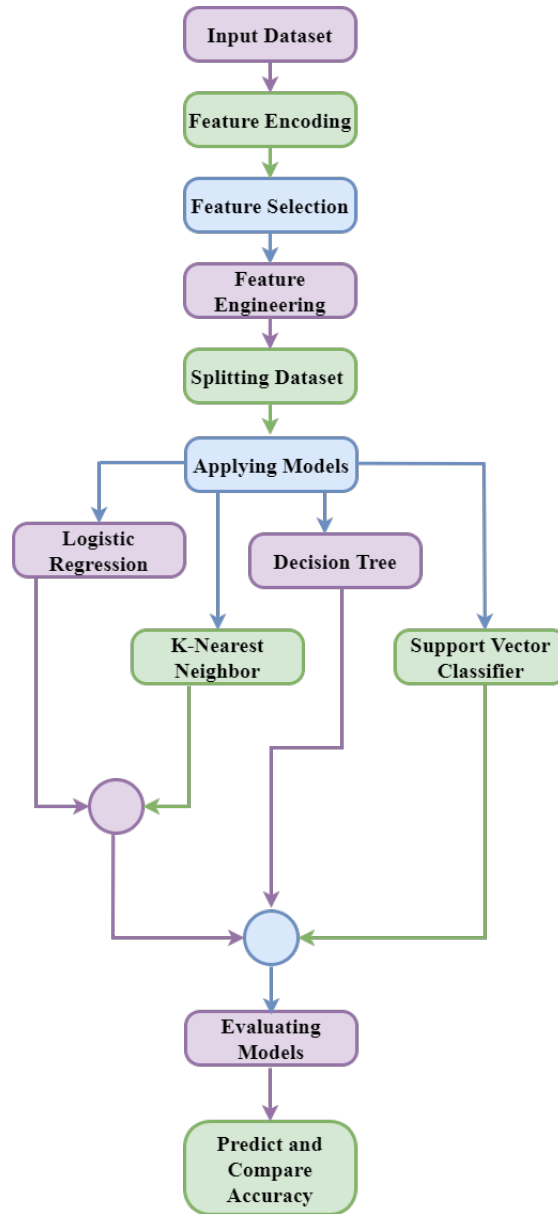 Input Dataset
Feature Encoding
Feature Selection
Feature
Engineering
Splitting Dataset
Applying Models
Logistic
Regression
Decision Tree
K-Nearest
Neighbor
Support Vector
Classifier
Evaluating
Models
Predict and
Compare
Accuracy